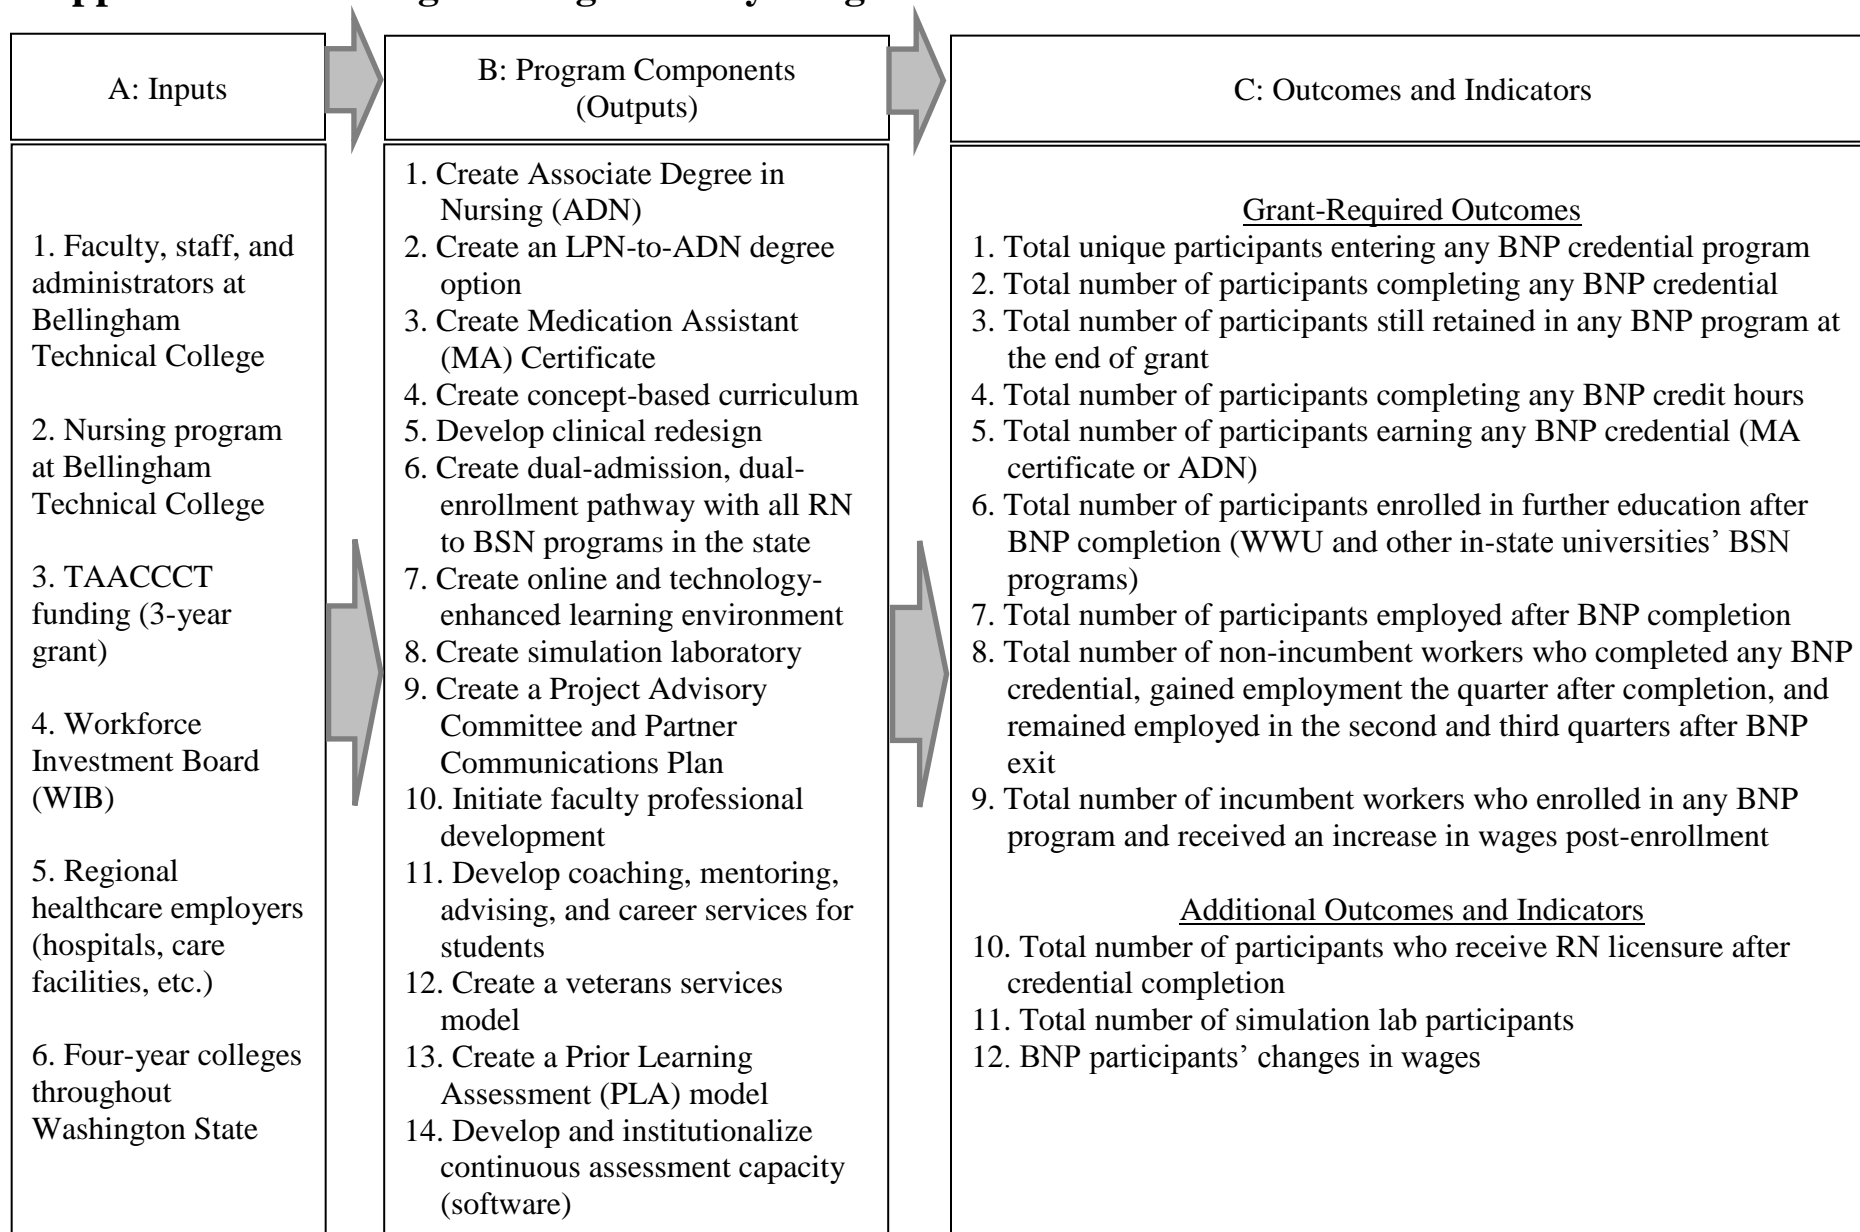 A: Inputs
B: Program Components
(Outputs)
C: Outcomes and Indicators
1. Faculty, staff, and
administrators at
Bellingham
Technical College
2. Nursing program
at Bellingham
Technical College
3. TAACCCT
funding (3-year
grant)
4. Workforce
Investment Board
(WIB)
5. Regional
healthcare employers
(hospitals, care
facilities, etc.)
6. Four-year colleges
throughout
Washington State
1. Create Associate Degree in
Nursing (ADN)
2. Create an LPN-to-ADN degree
option
3. Create Medication Assistant
(MA) Certificate
4. Create concept-based curriculum
5. Develop clinical redesign
6. Create dual-admission, dual-
enrollment pathway with all RN
to BSN programs in the state
7. Create online and technology-
enhanced learning environment
8. Create simulation laboratory
9. Create a Project Advisory
Committee and Partner
Communications Plan
10. Initiate faculty professional
development
11. Develop coaching, mentoring,
advising, and career services for
students
12. Create a veterans services
model
13. Create a Prior Learning
Assessment (PLA) model
14. Develop and institutionalize
continuous assessment capacity
(software)
Grant-Required Outcomes
1. Total unique participants entering any BNP credential program
2. Total number of participants completing any BNP credential
3. Total number of participants still retained in any BNP program at
the end of grant
4. Total number of participants completing any BNP credit hours
5. Total number of participants earning any BNP credential (MA
certificate or ADN)
6. Total number of participants enrolled in further education after
BNP completion (WWU and other in-state universities’ BSN
programs)
7. Total number of participants employed after BNP completion
8. Total number of non-incumbent workers who completed any BNP
credential, gained employment the quarter after completion, and
remained employed in the second and third quarters after BNP
exit
9. Total number of incumbent workers who enrolled in any BNP
program and received an increase in wages post-enrollment
Additional Outcomes and Indicators
10. Total number of participants who receive RN licensure after
credential completion
11. Total number of simulation lab participants
12. BNP participants’ changes in wages